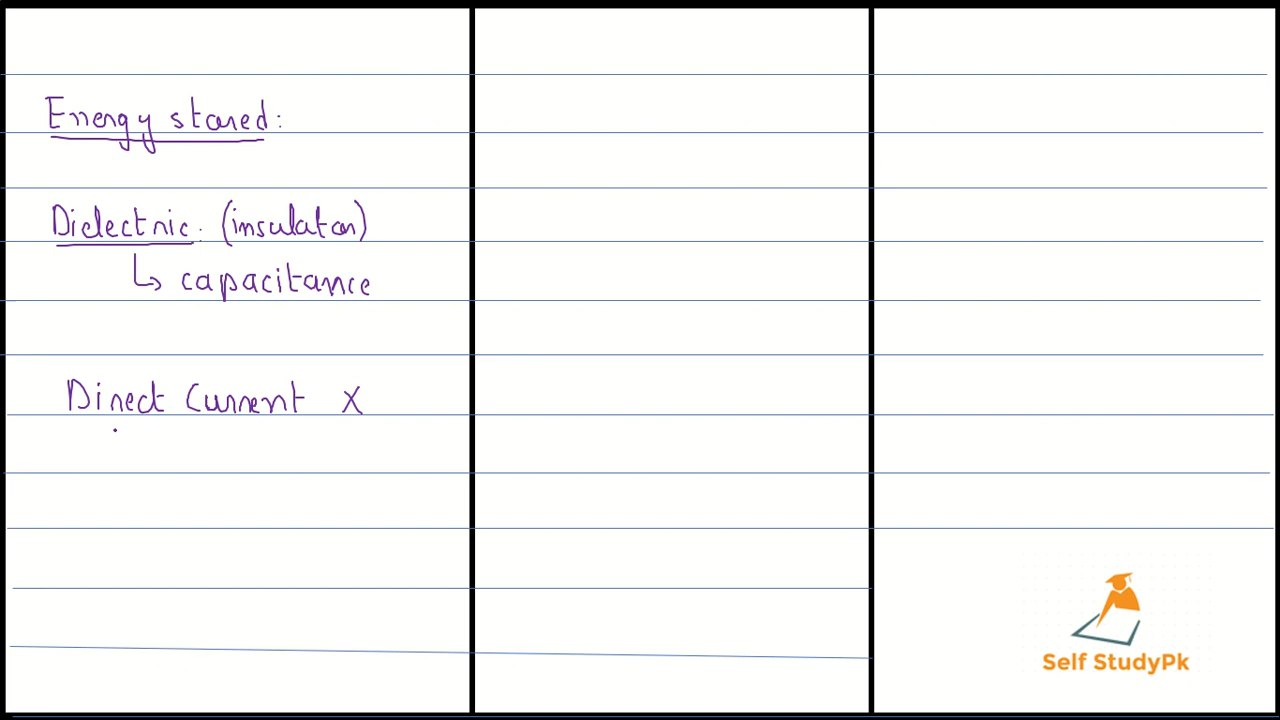 Energy stored:
Dielectric: (insulator)
↳ capacitance
Direct Current X
Self StudyPk